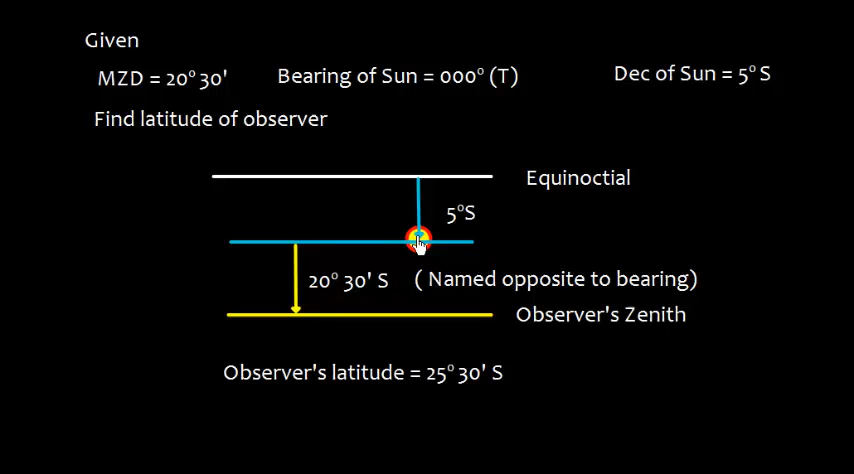 Given
MZD = 20° 30' Bearing of Sun = 000° (T) Dec of Sun = 5° S
Find latitude of observer
Equinoctial
5°S
20° 30' S ( Named opposite to bearing)
Observer's Zenith
Observer's latitude = 25° 30' S